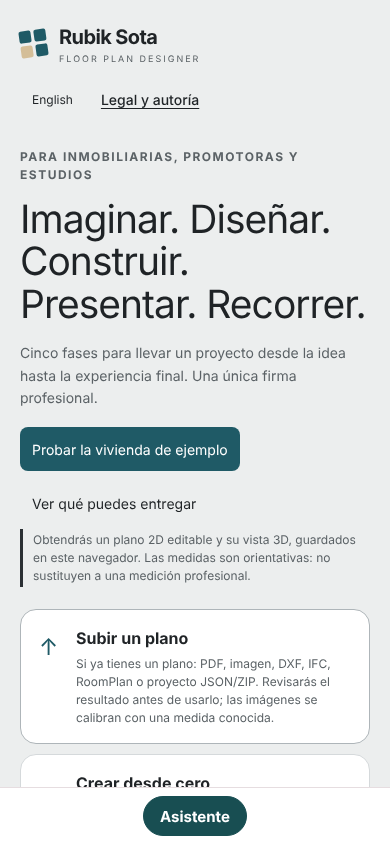 Rubik Sota
FLOOR PLAN DESIGNER
English
Legal y autoría
PARA INMOBILIARIAS, PROMOTORAS Y
ESTUDIOS
Imaginar. Diseñar.
Construir.
Presentar. Recorrer.
Cinco fases para llevar un proyecto desde la idea
hasta la experiencia final. Una única firma
profesional.
Probar la vivienda de ejemplo
Ver qué puedes entregar
Obtendrás un plano 2D editable y su vista 3D, guardados
en este navegador. Las medidas son orientativas: no
sustituyen a una medición profesional.
Subir un plano
Si ya tienes un plano: PDF, imagen, DXF, IFC,
RoomPlan o proyecto JSON/ZIP. Revisarás el
resultado antes de usarlo; las imágenes se
calibran con una medida conocida.
Crear desde cero
Asistente